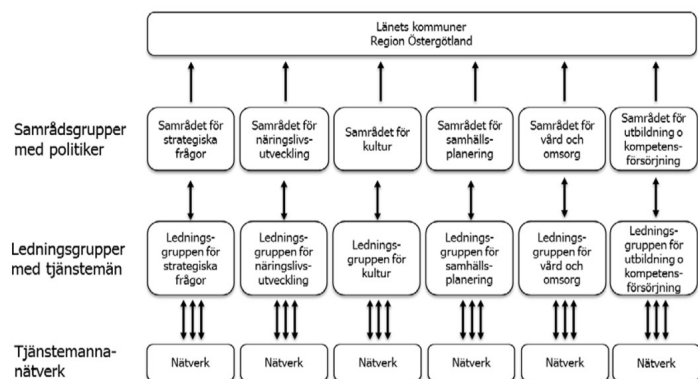 Länets kommuner
Region Östergötland
Samrådsgrupper
med politiker
Samrådet för
strategiska
frågor
Samrådet för
näringslivs-
utveckling
Samrådet för
kultur
Samrådet för
samhälls-
planering
Samrådet för
vård och
omsorg
Samrådet för
utbildning o
kompetens-
försörjning
Ledningsgrupper
med tjänstemän
Lednings-
gruppen för
strategiska
frågor
Lednings-
gruppen för
näringslivs-
utveckling
Lednings-
gruppen för
kultur
Lednings-
gruppen för
samhälls-
planering
Lednings-
gruppen för
vård och
omsorg
Lednings-
gruppen för
utbildning o
kompetens-
försörjning
Tjänstemanna-
nätverk
Nätverk
Nätverk
Nätverk
Nätverk
Nätverk
Nätverk